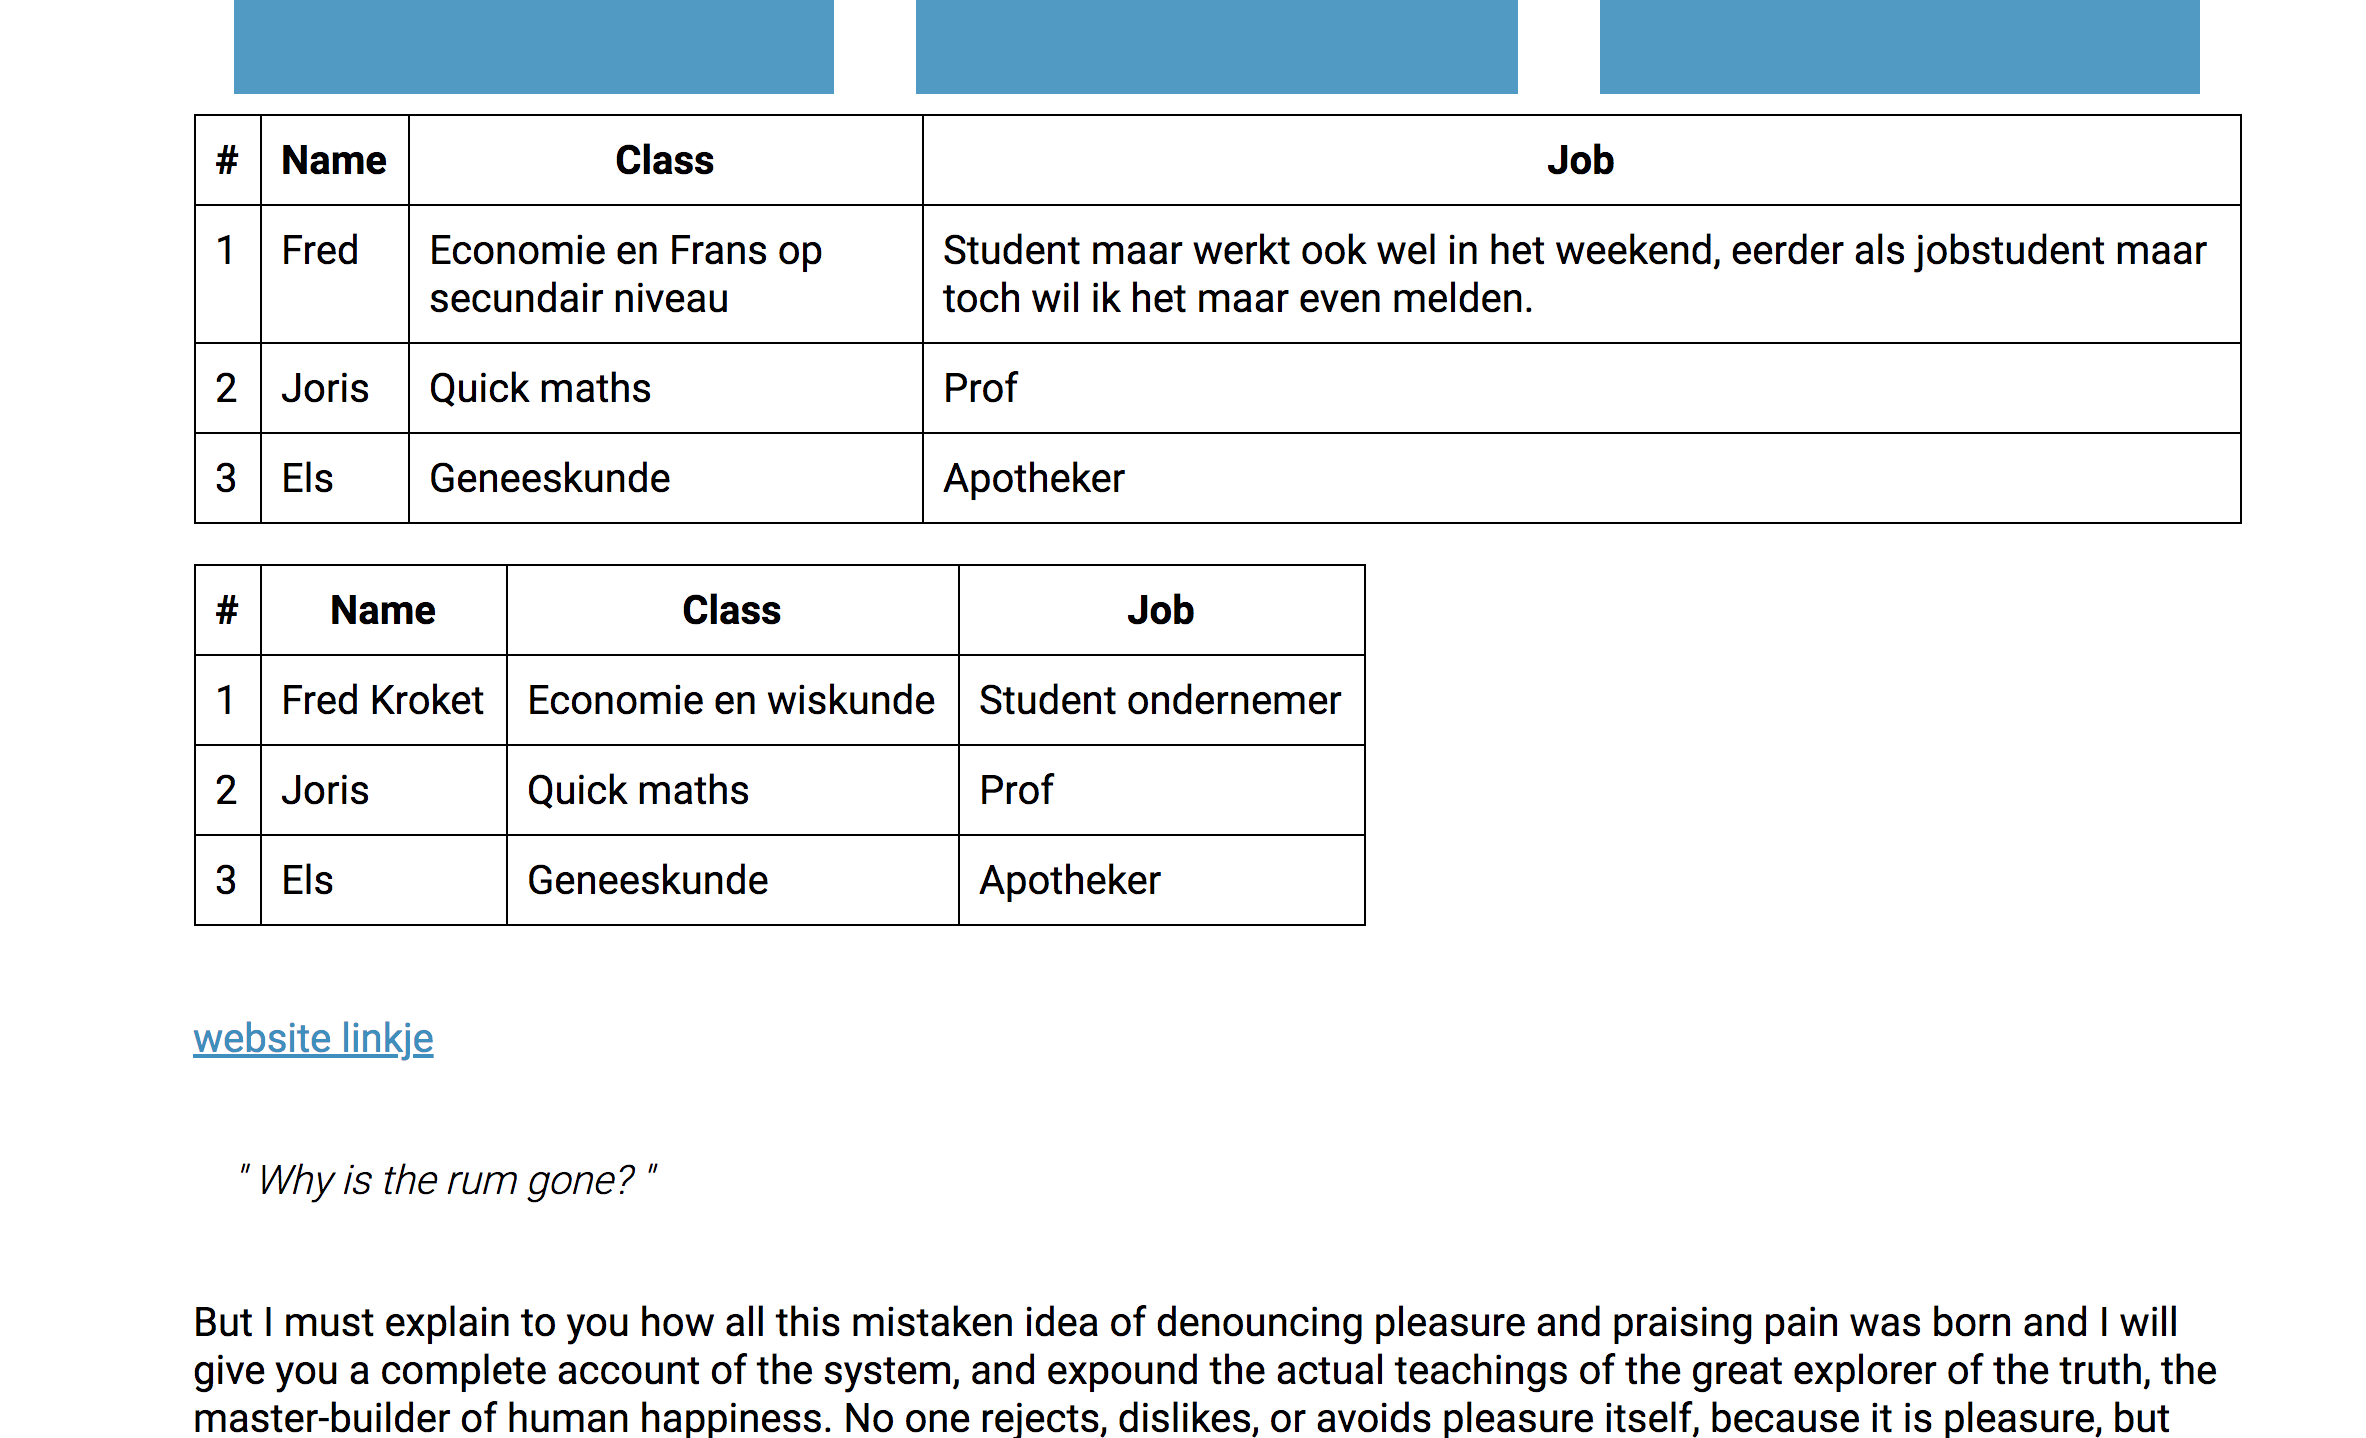 # Name Class Job
1 Fred Economie en Frans op Student maar werkt ook wel in het weekend, eerder als jobstudent maar
secundair niveau toch wil ik het maar even melden.
2 Joris Quick maths Prof
3 Els Geneeskunde Apotheker
# Name Class Job
1 Fred Kroket Economie en wiskunde Student ondernemer
2 Joris Quick maths Prof
3 Els Geneeskunde Apotheker
website linkje
" Why is the rum gone? "
But I must explain to you how all this mistaken idea of denouncing pleasure and praising pain was born and I will
give you a complete account of the system, and expound the actual teachings of the great explorer of the truth, the
master-builder of human happiness. No one rejects, dislikes, or avoids pleasure itself, because it is pleasure, but